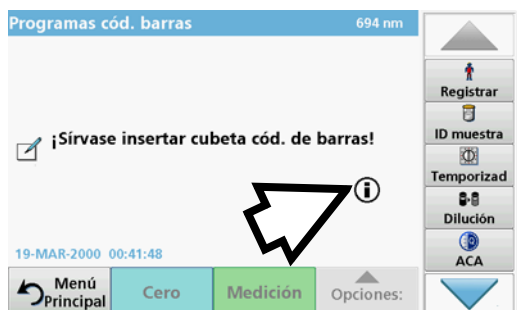 Programas cód. barras 694 nm
¡Sírvase insertar cubeta cód. de barras!
i
19-MAR-2000 00:41:48
Menú Principal
Cero
Medición
Opciones:
Registrar
ID muestra
Temporizad
Dilución
ACA